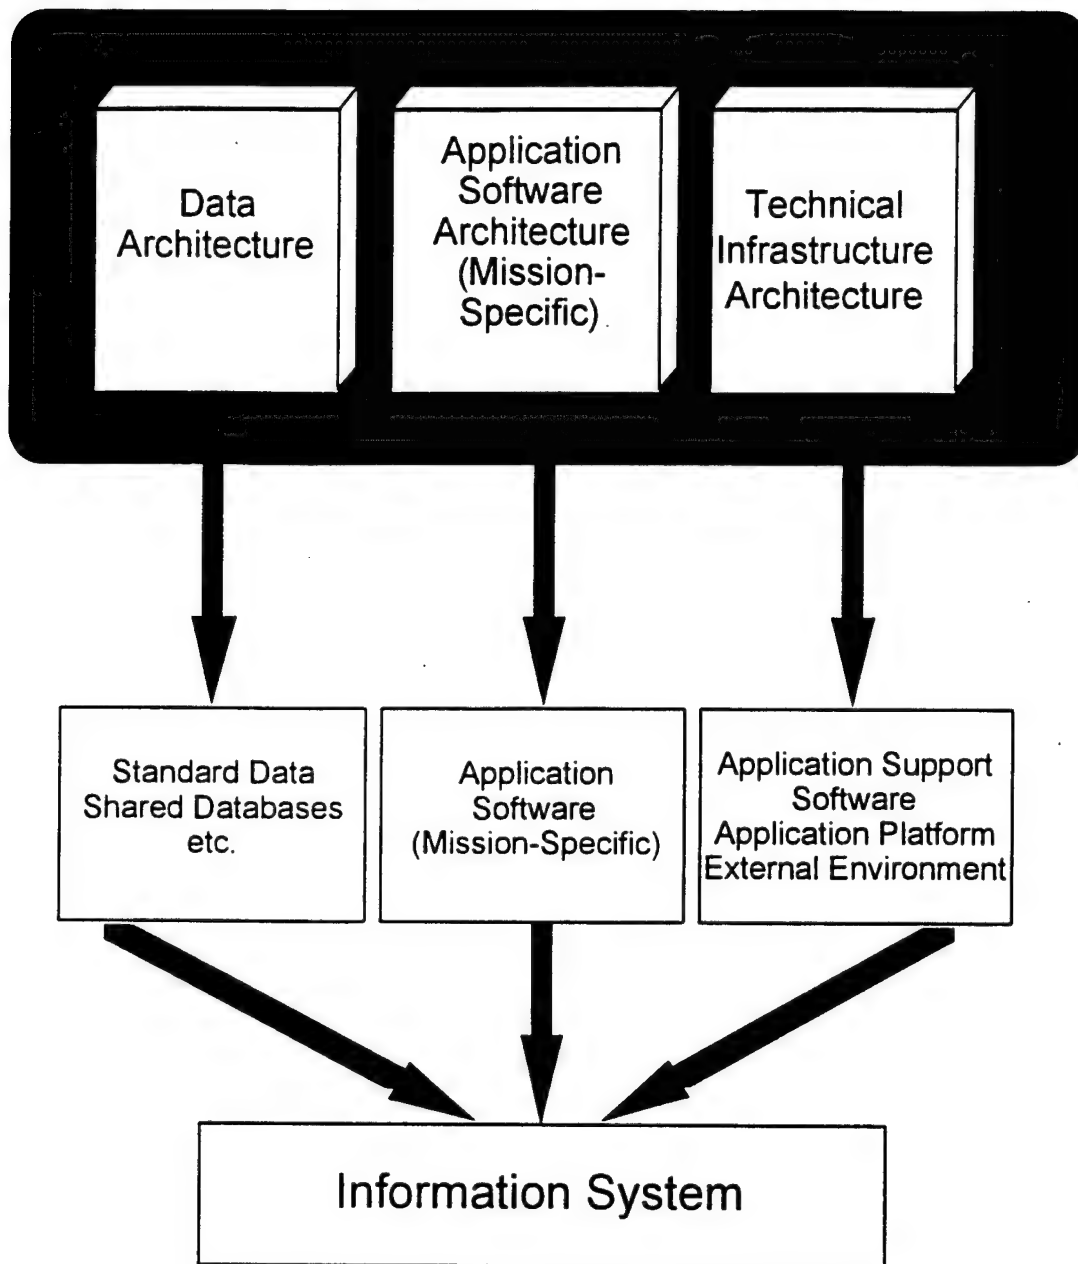 Data
Architecture
Application
Software
Architecture
(Mission-
Specific)
Technical
Infrastructure
Architecture
Standard Data
Shared Databases
etc.
Application
Software
(Mission-Specific)
Application Support
Software
Application Platform
External Environment
Information System